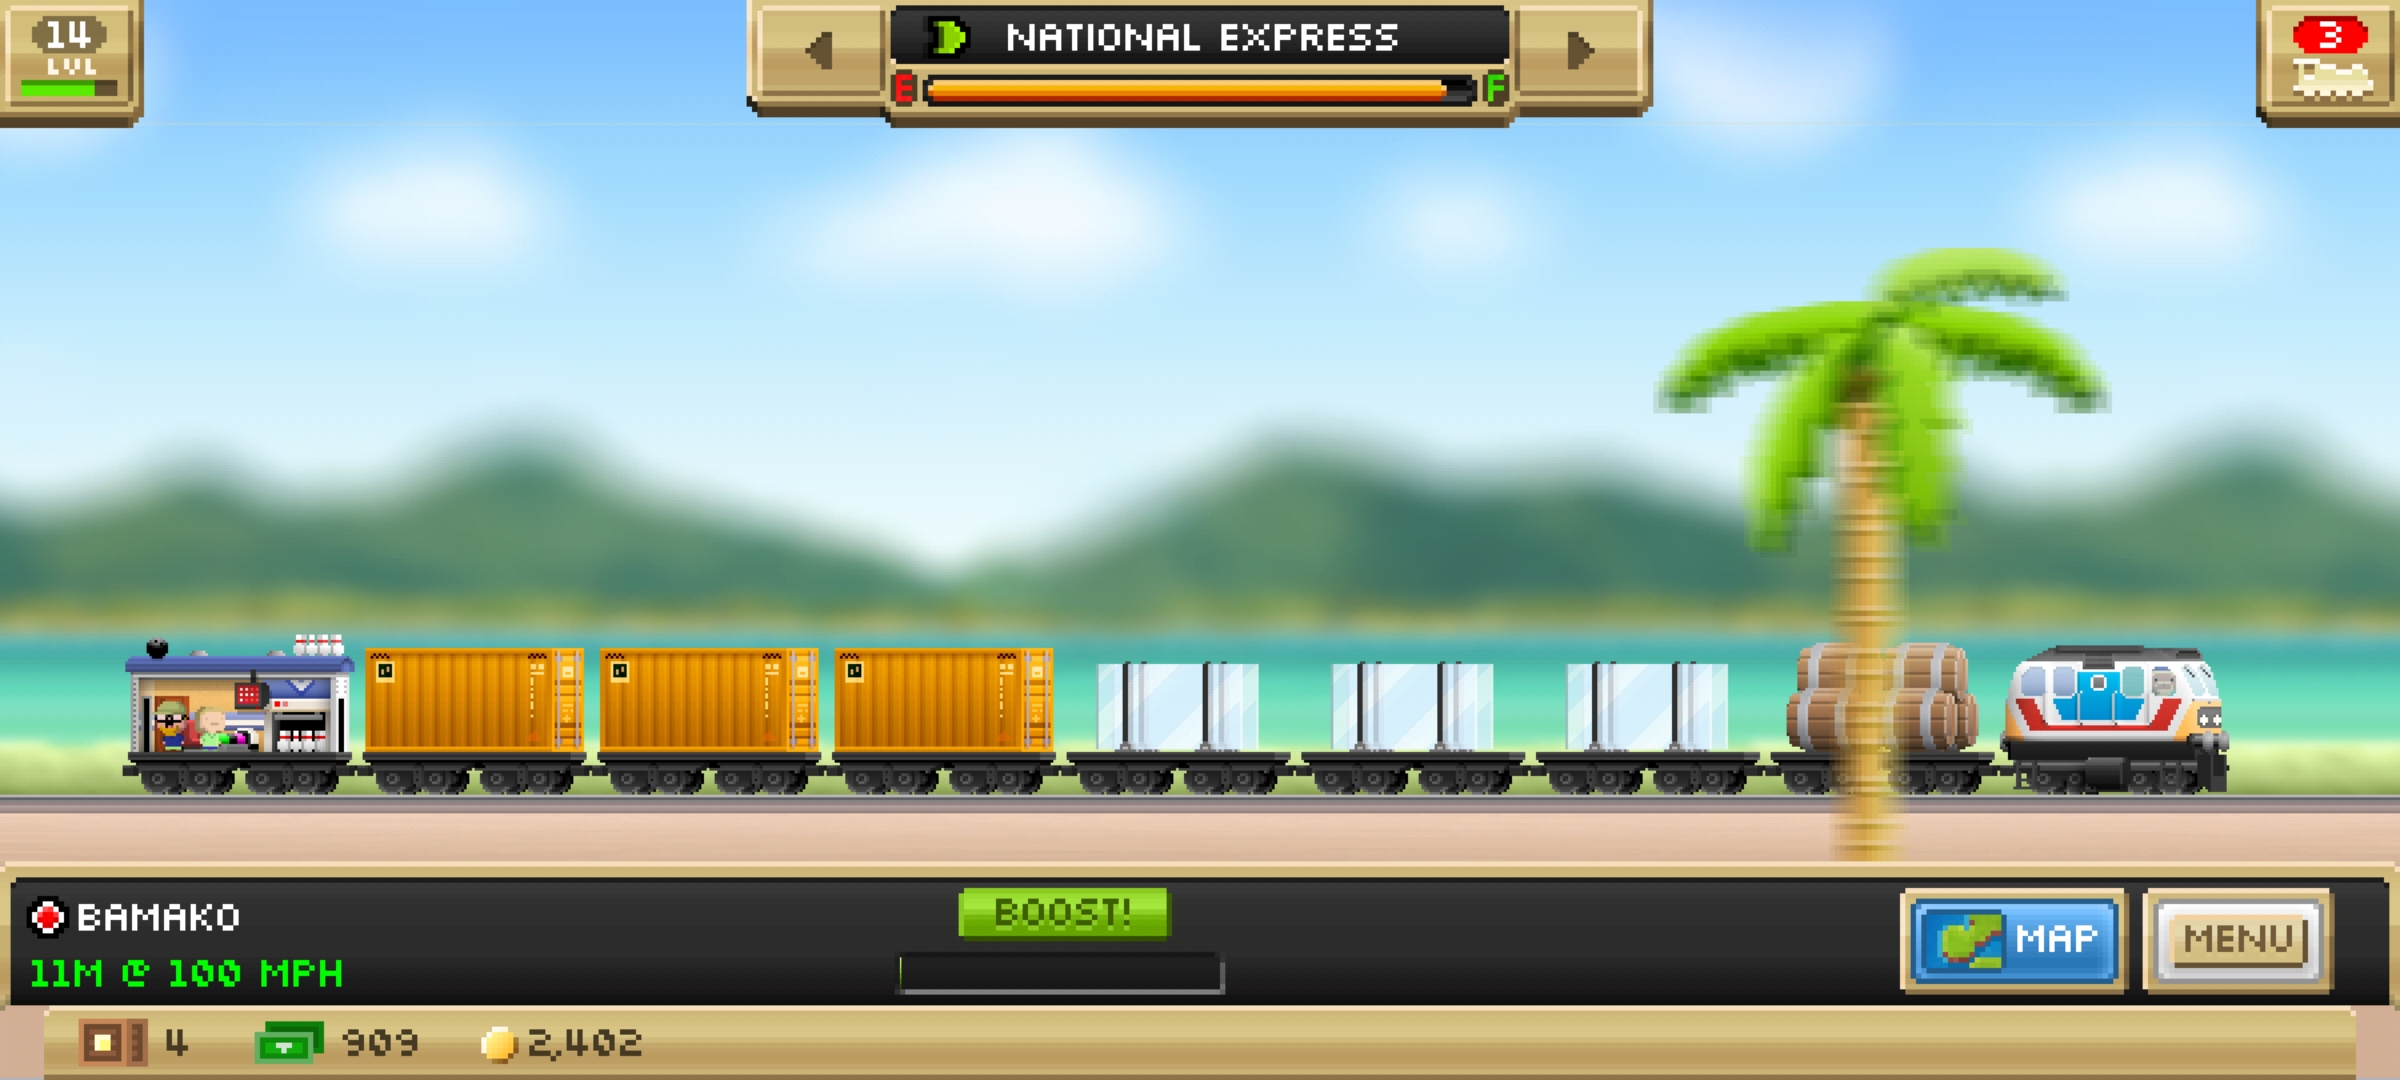 14
LVL
NATIONAL EXPRESS
E F
3
BAMAKO
11M @ 100 MPH
BOOST!
MAP
MENU
4 909 2,402